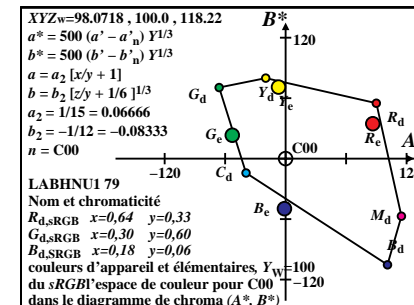 XYZw=98.0718, 100.0, 118.22
a* = 500 (a' - a'n) Y1/3
b* = 500 (b' - b'n) Y1/3
a = a2 [x/y + 1]
b = b2 [z/y + 1/6 ]1/3
a2 = 1/15 = 0.06666
b2 = −1/12 = −0.08333
n = C00
−120
LABHNU1 79
Nom et chromaticité
Rd,sRGB x=0,64 y=0,33
Gd,sRGB x=0,30 y=0,60
Bd,SRGB x=0,18 y=0,06
couleurs d'appareil et élémentaires, YW=100
du sRGBl'espace de couleur pour C00
dans le diagramme de chroma (A*, B*)
B*
120
Gd
Yd
Ye
Rd
Re
Ge
C00
A
12
Cd
Be
Md
Bd
−120